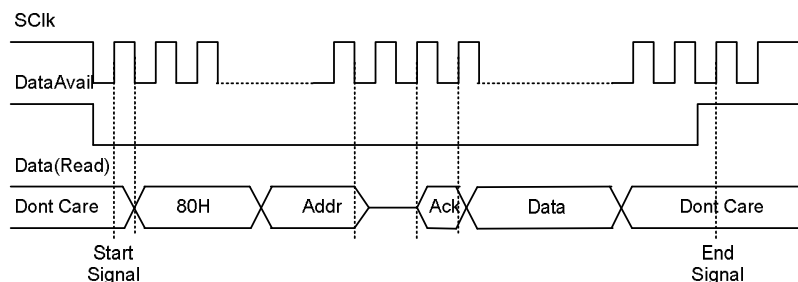 SClk
DataAvail
Data(Read)
Dont Care 80H Addr Ack Data Dont Care
Start End
Signal Signal